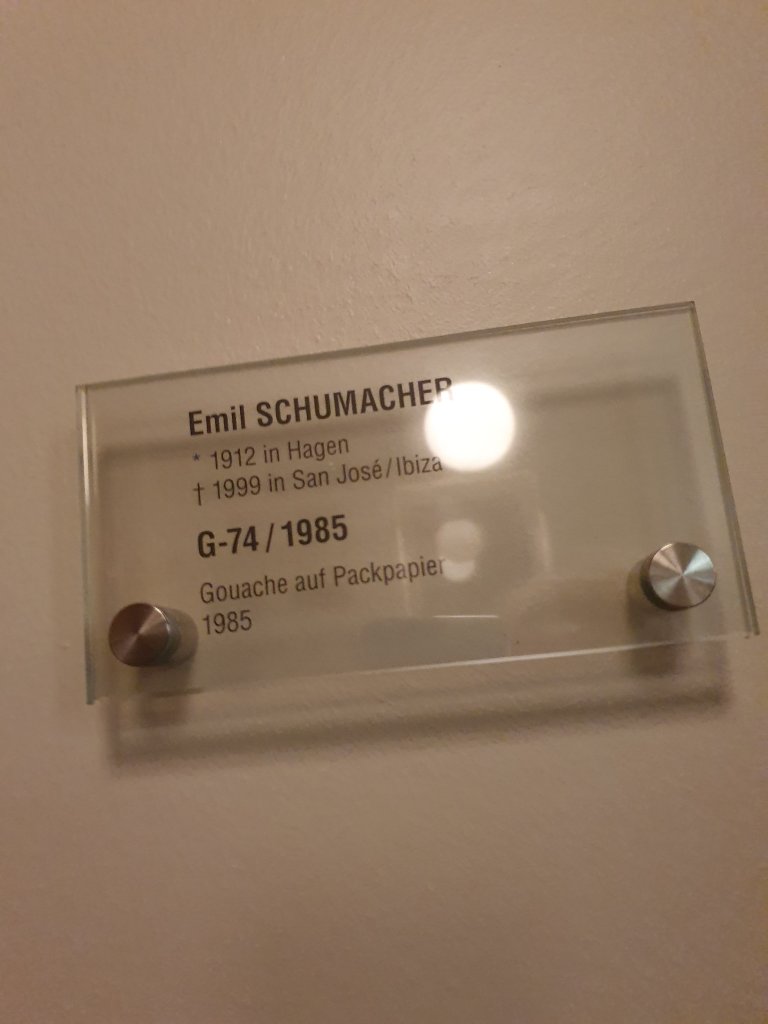 Emil SCHUMACHER
* 1912 in Hagen
† 1999 in San José/Ibiza
G-74/1985
Gouache auf Packpapier
1985